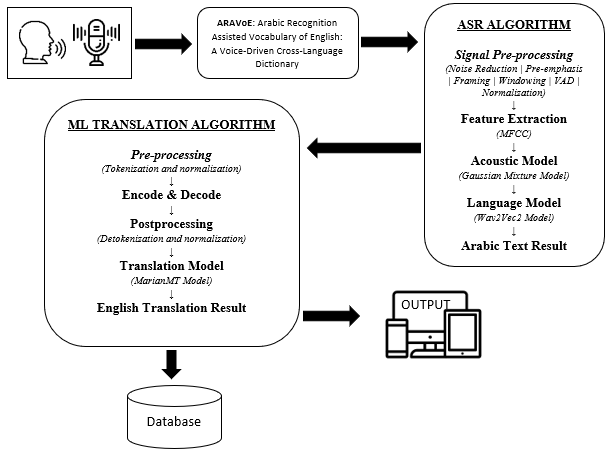 ARAVoE: Arabic Recognition
Assisted Vocabulary of English:
A Voice-Driven Cross-Language
Dictionary
ASR ALGORITHM
Signal Pre-processing
(Noise Reduction | Pre-emphasis
| Framing | Windowing | VAD |
Normalization)
↓
Feature Extraction
(MFCC)
↓
Acoustic Model
(Gaussian Mixture Model)
↓
Language Model
(Wav2Vec2 Model)
↓
Arabic Text Result
ML TRANSLATION ALGORITHM
Pre-processing
(Tokenization and normalization)
↓
Encode & Decode
↓
Postprocessing
(Detokenization and normalization)
↓
Translation Model
(MarianMT Model)
↓
English Translation Result
OUTPUT
Database